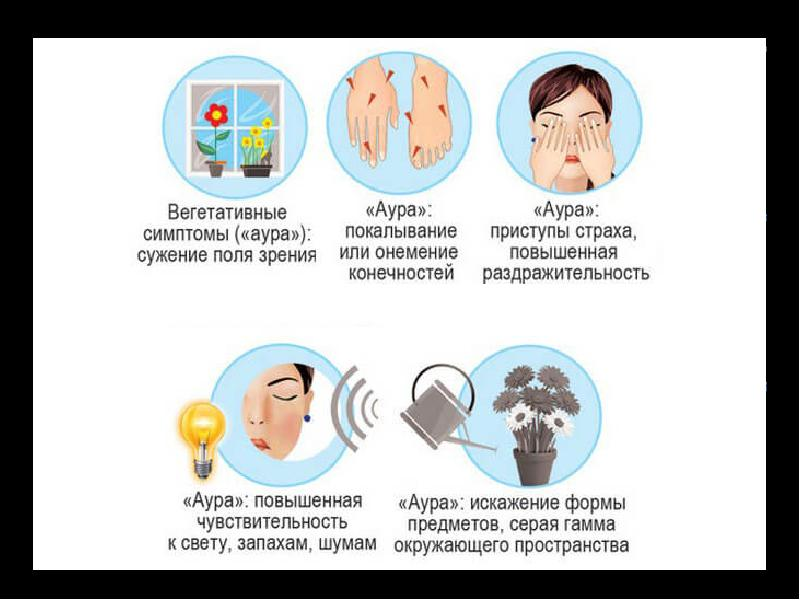 Вегетативные
симптомы («аура»):
сужение поля зрения
«Аура»:
покалывание
или онемение
конечностей
«Аура»:
приступы страха,
повышенная
раздражительность
«Аура»: повышенная
чувствительность
к свету, запахам, шумам
«Аура»: искажение формы
предметов, серая гамма
окружающего пространства